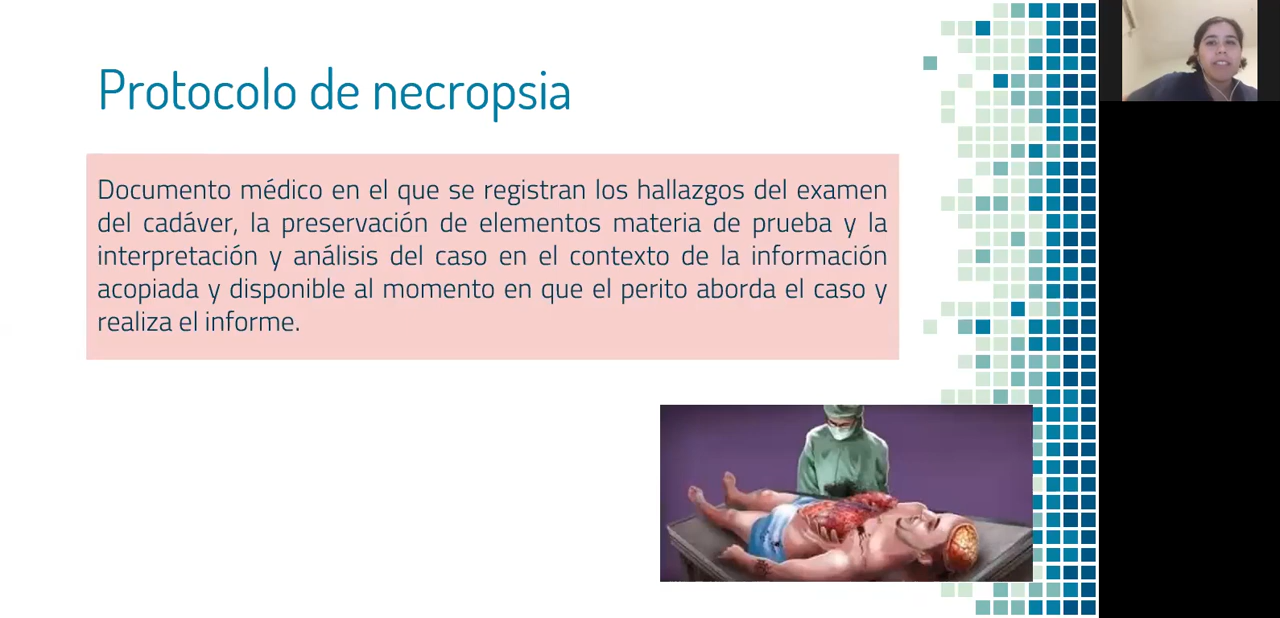 Protocolo de necropsia
Documento médico en el que se registran los hallazgos del examen
del cadáver, la preservación de elementos materia de prueba y la
interpretación y análisis del caso en el contexto de la información
acopiada y disponible al momento en que el perito aborda el caso y
realiza el informe.